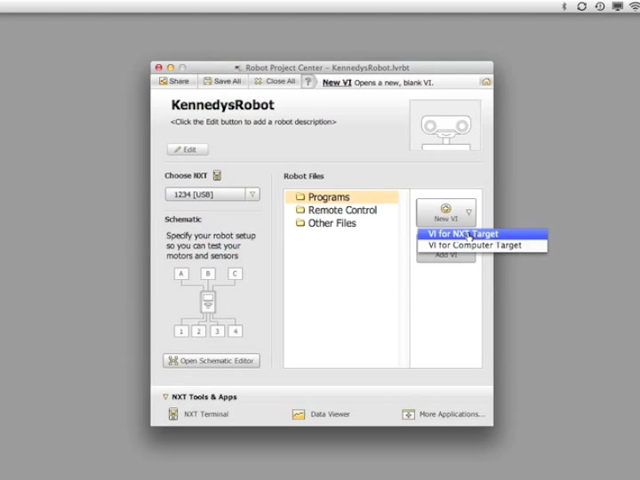 Robot Project Center – KennedysRobot.lvrbt
Share Save All Close All ? New VI Opens a new, blank VI.
KennedysRobot
<Click the Edit button to add a robot description>
Edit
Choose NXT
1234 [USB]
Schematic
Specify your robot setup
so you can test your
motors and sensors
A B C
1 2 3 4
Open Schematic Editor
Robot Files
Programs
Remote Control
Other Files
New VI
VI for NXT Target
VI for Computer Target
Add VI
NXT Tools & Apps
NXT Terminal
Data Viewer
More Applications...